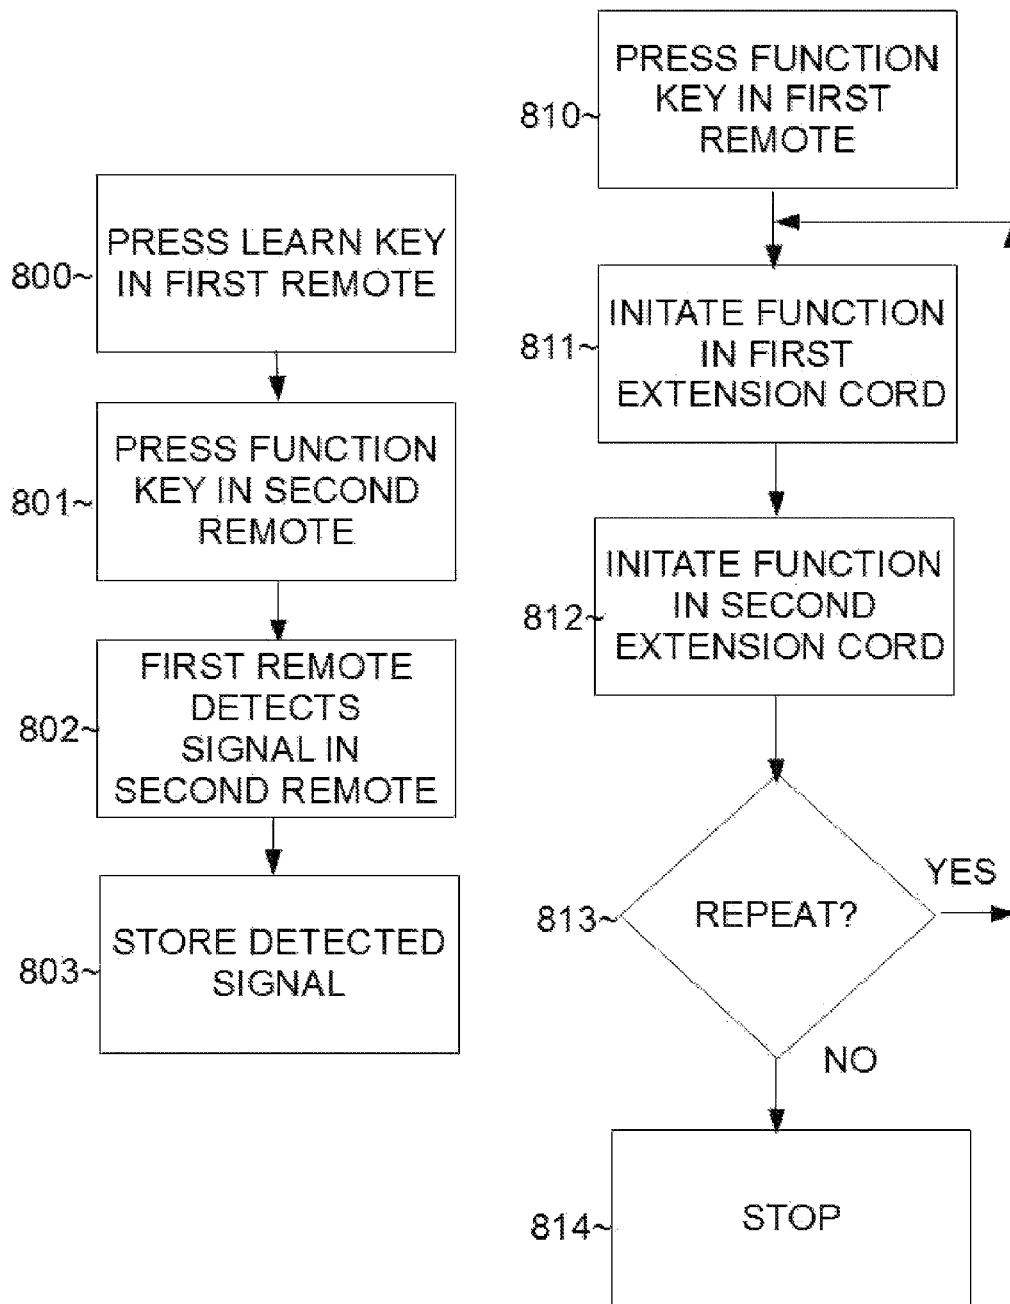 800~
PRESS LEARN KEY
IN FIRST REMOTE
801~
PRESS FUNCTION
KEY IN SECOND
REMOTE
802~
FIRST REMOTE
DETECTS
SIGNAL IN
SECOND REMOTE
803~
STORE DETECTED
SIGNAL
810~
PRESS FUNCTION
KEY IN FIRST
REMOTE
811~
INITATE FUNCTION
IN FIRST
EXTENSION CORD
812~
INITATE FUNCTION
IN SECOND
EXTENSION CORD
813~
REPEAT?
YES
NO
814~
STOP